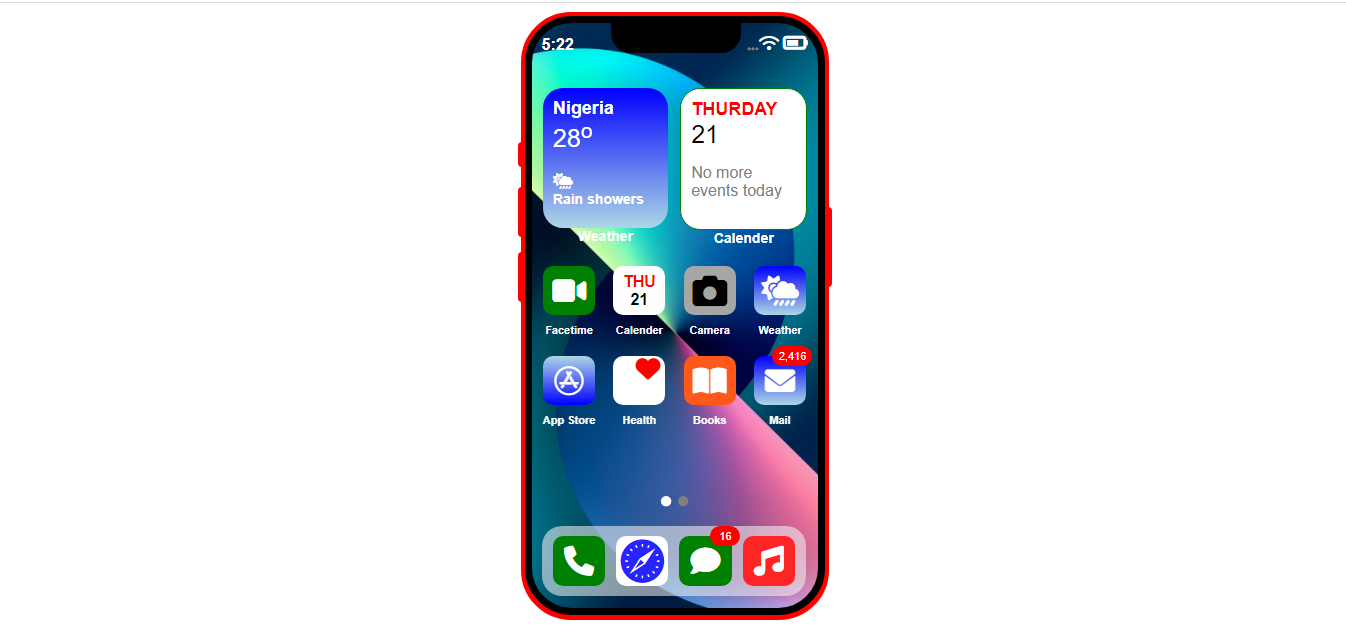 5:22
Nigeria
28°
Rain showers
Weather
THURDAY
21
No more
events today
Calender
THU
21
Facetime
Calender
Camera
Weather
2,416
App Store
Health
Books
Mail
16